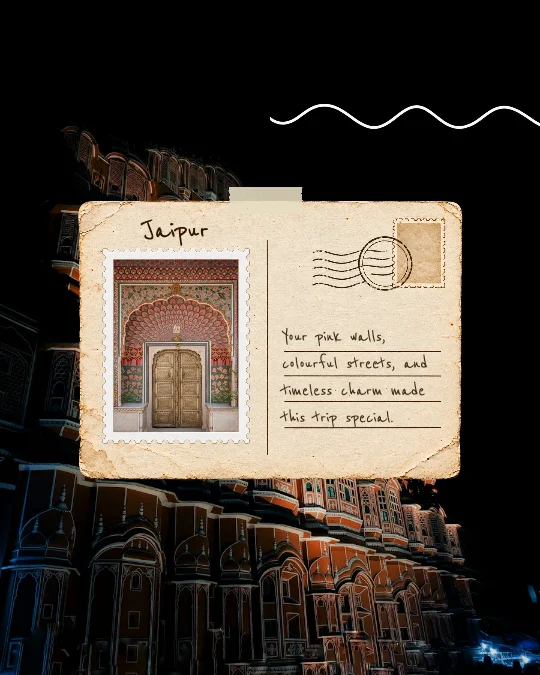 Jaipur
Your pink walls,
colourful streets, and
timeless charm made
this trip special.